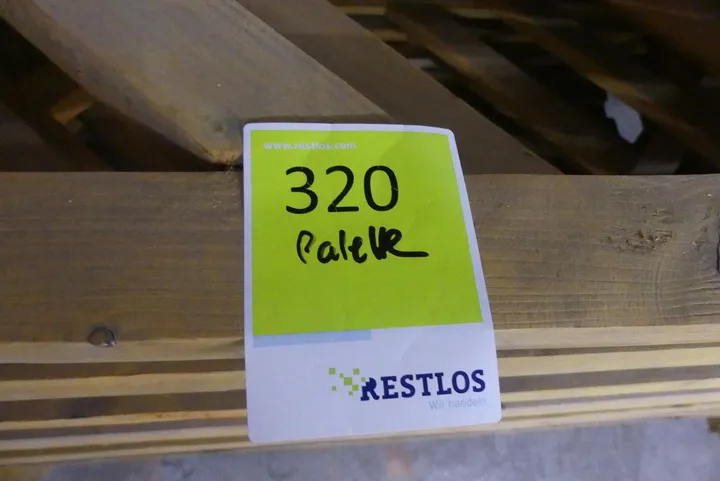 www.restlos.com
320
Palette
RESTLOS
Wir handeln